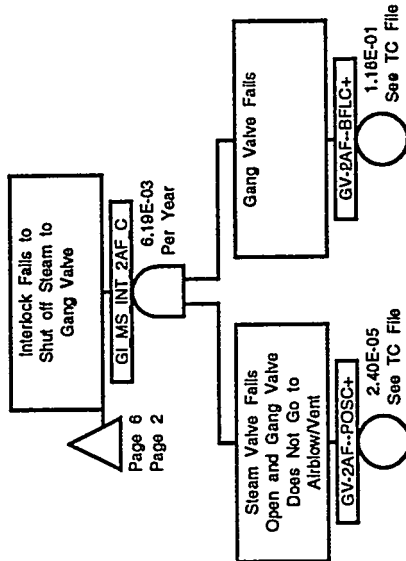 Interlock Fails to
Shut off Steam to
Gang Valve
GI_MS_INT_2AF_C
6.19E-03
Per Year
Page 6
Page 2
Steam Valve Fails
Open and Gang Valve
Does Not Go to
Airblow/Vent
GV-2AF--POSC+
2.40E-05
See TC File
Gang Valve Fails
GV-2AF--BFLC+
1.18E-01
See TC File